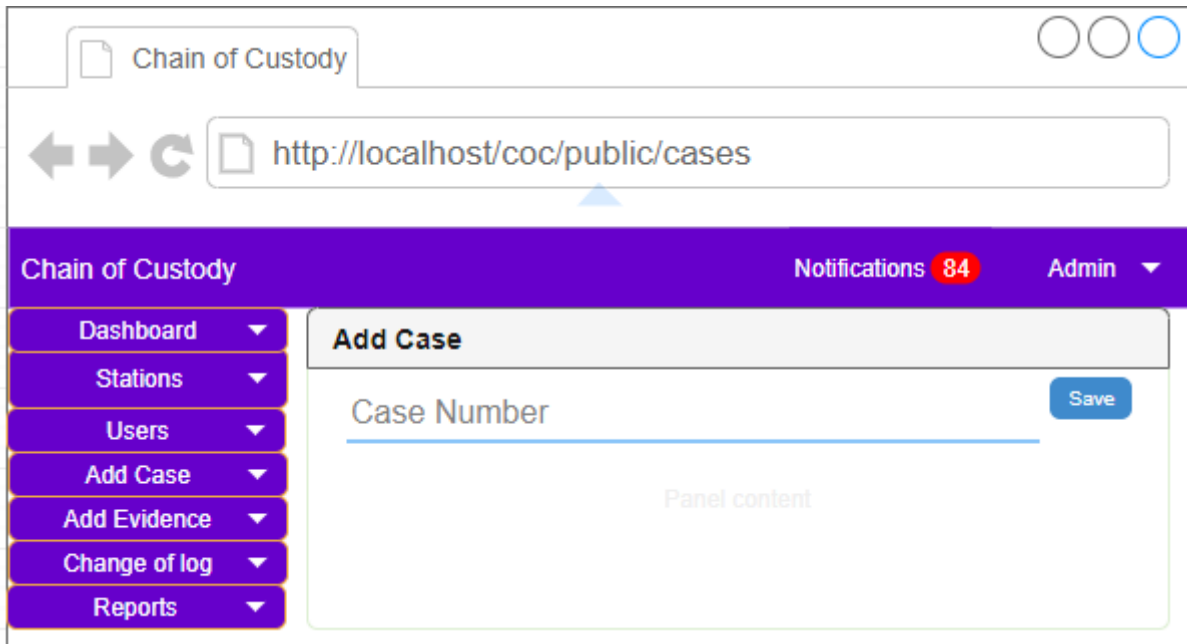 Chain of Custody
http://localhost/coc/public/cases
Chain of Custody
Notifications 84
Admin
Dashboard
Stations
Users
Add Case
Add Evidence
Change of log
Reports
Add Case
Case Number
Save
Panel content